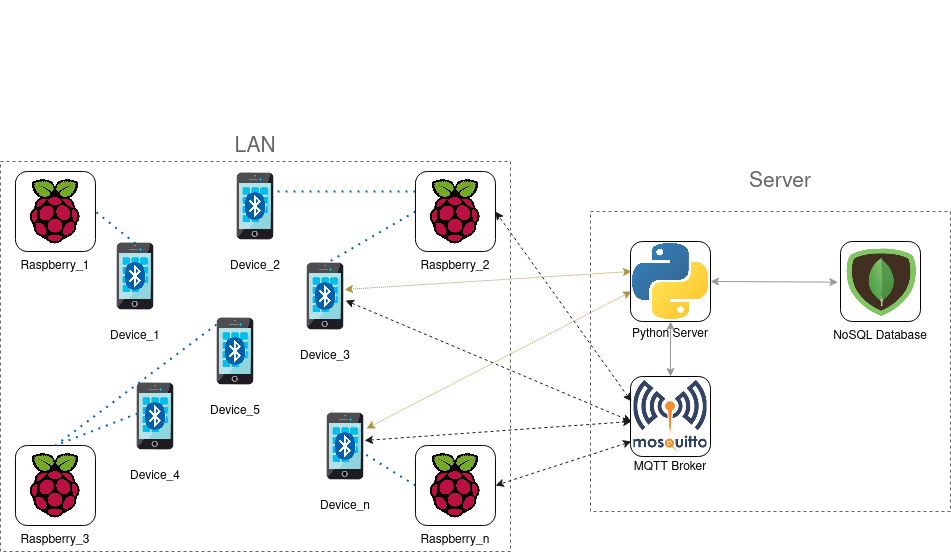 LAN
Server
Raspberry_1
Device_2
Raspberry_2
Device_1
Device_3
Python Server
NoSQL Database
Device_5
Device_4
mosquitto
MQTT Broker
Device_n
Raspberry_3
Raspberry_n